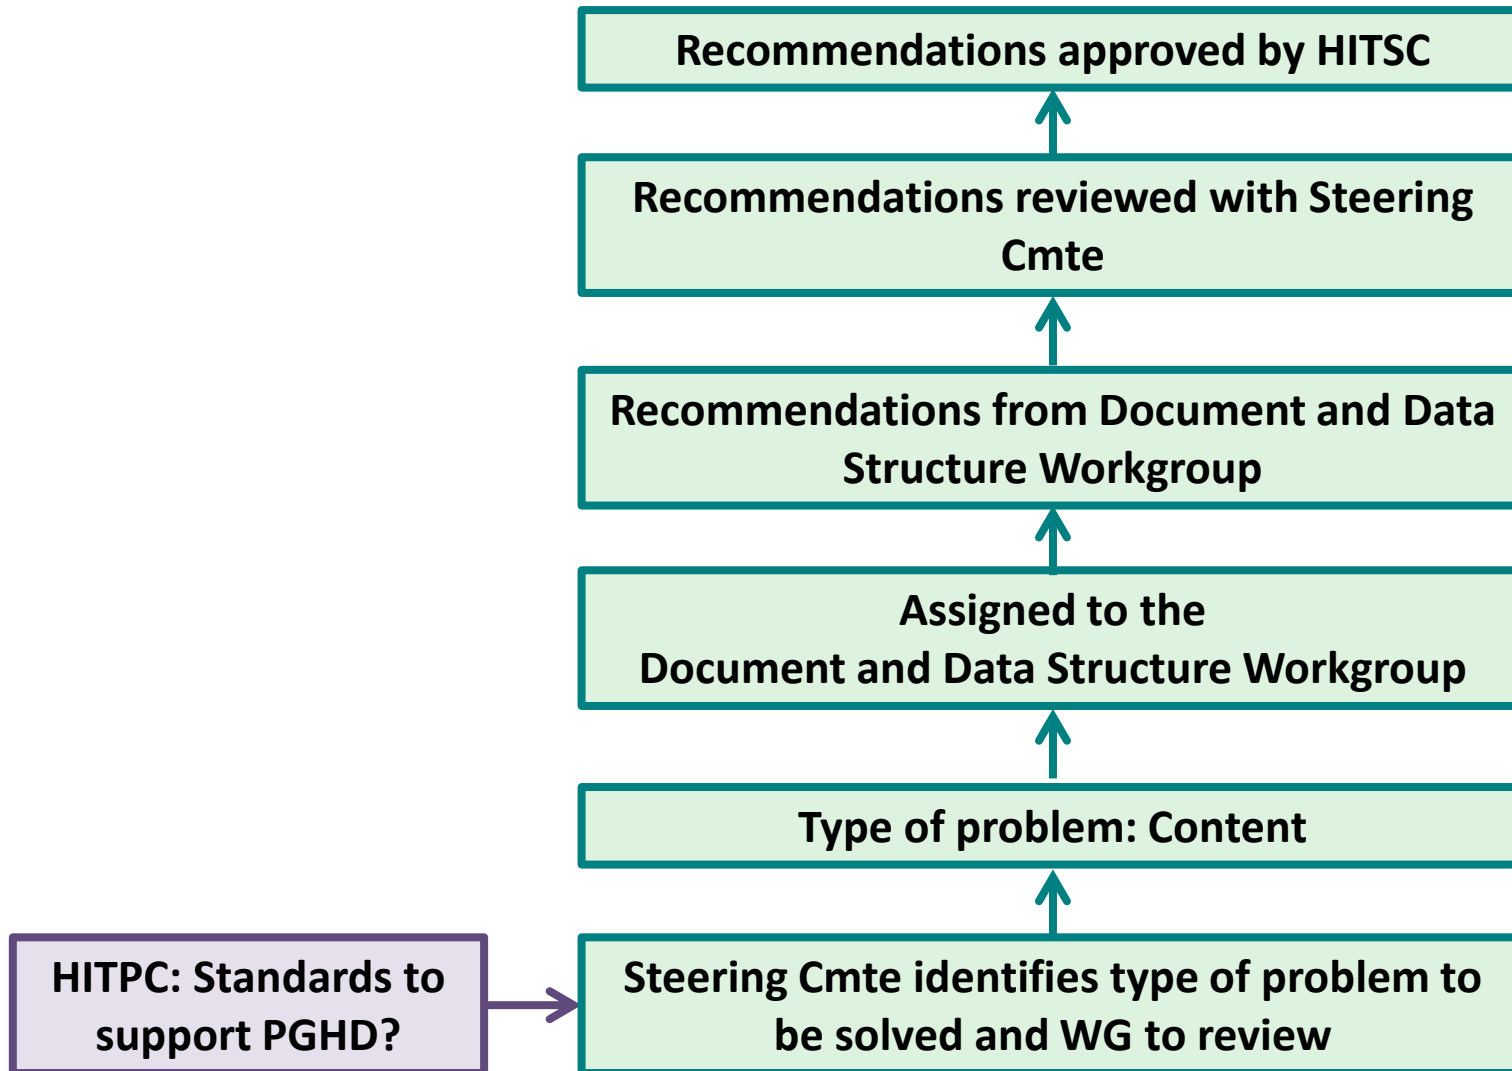 Recommendations approved by HITSC
Recommendations reviewed with Steering
Cmte
Recommendations from Document and Data
Structure Workgroup
Assigned to the
Document and Data Structure Workgroup
Type of problem: Content
HITPC: Standards to
support PGHD?
Steering Cmte identifies type of problem to
be solved and WG to review